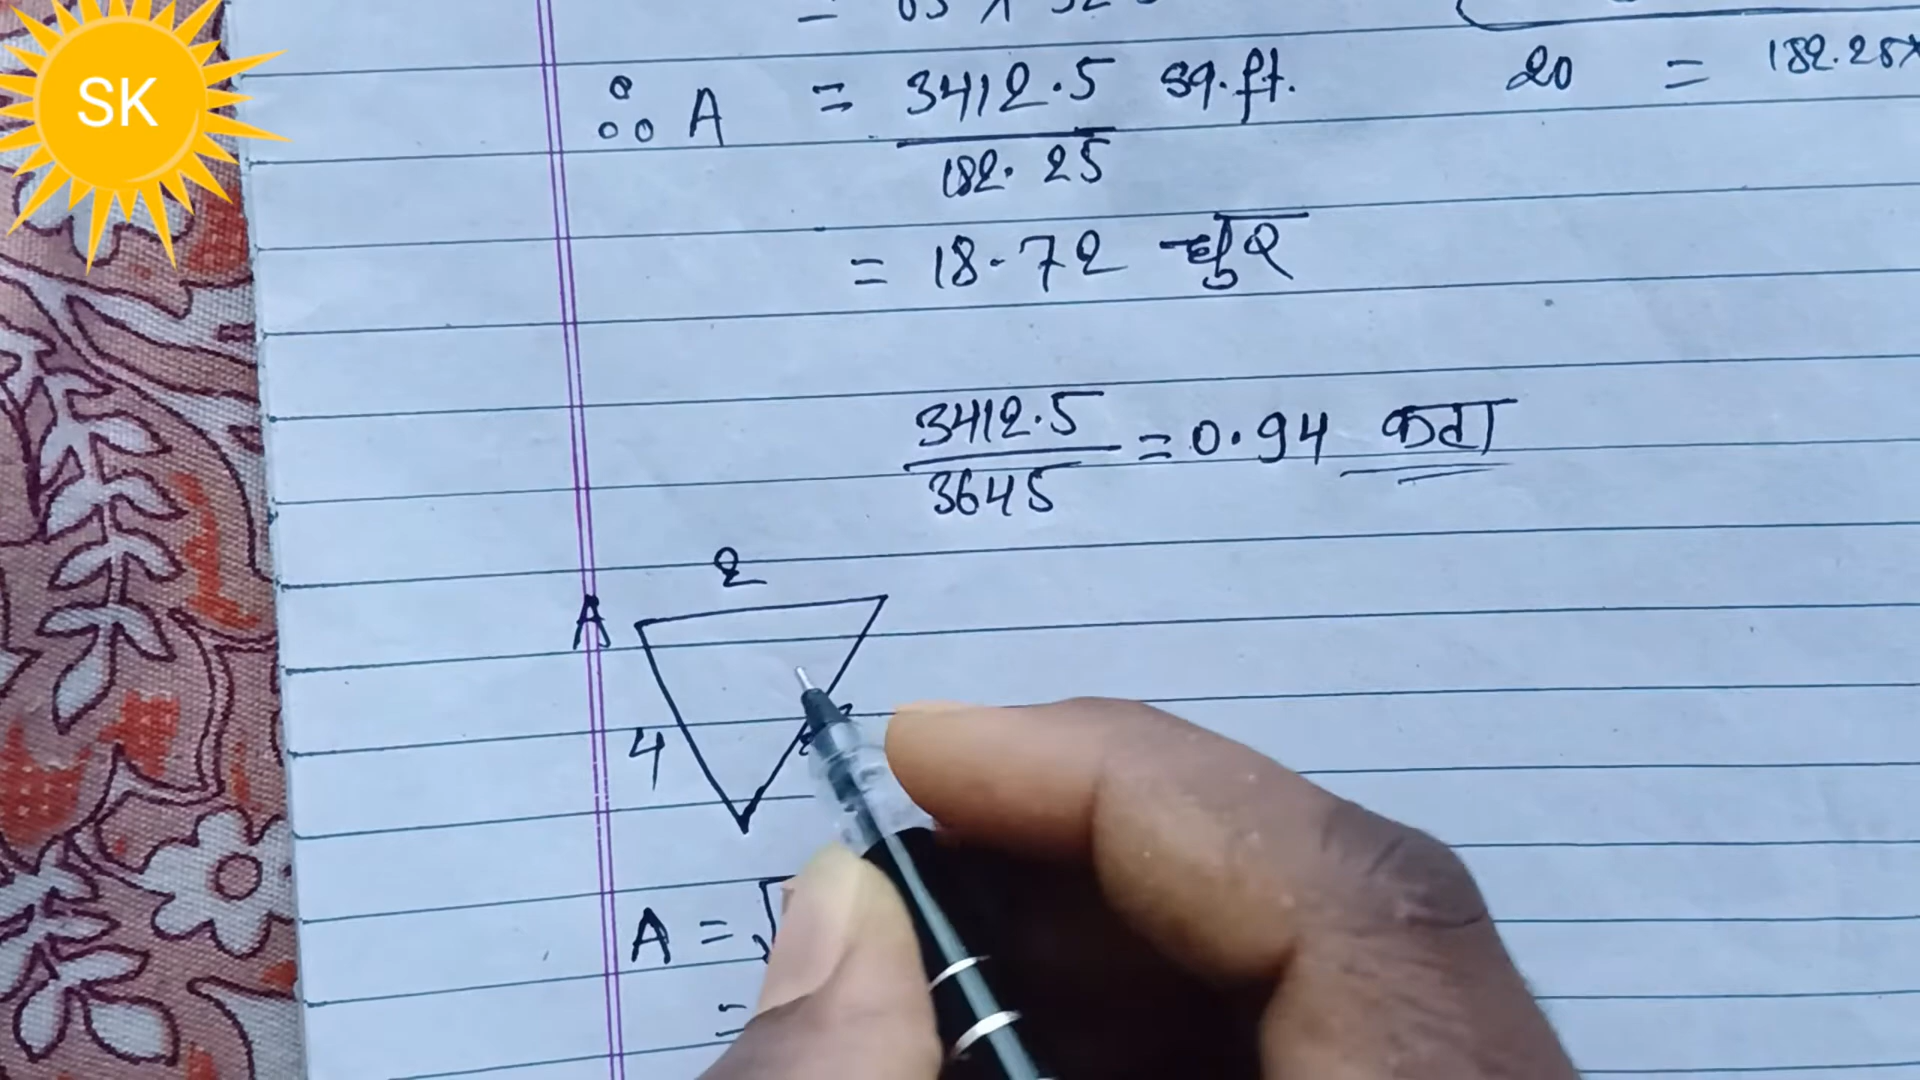 SK
∴ A = 3412.5 sq.ft.
182.25
20 = 182.25x
= 18.72 धुर
3412.5 = 0.94 कठा
3645
2
A
4
A = √
=